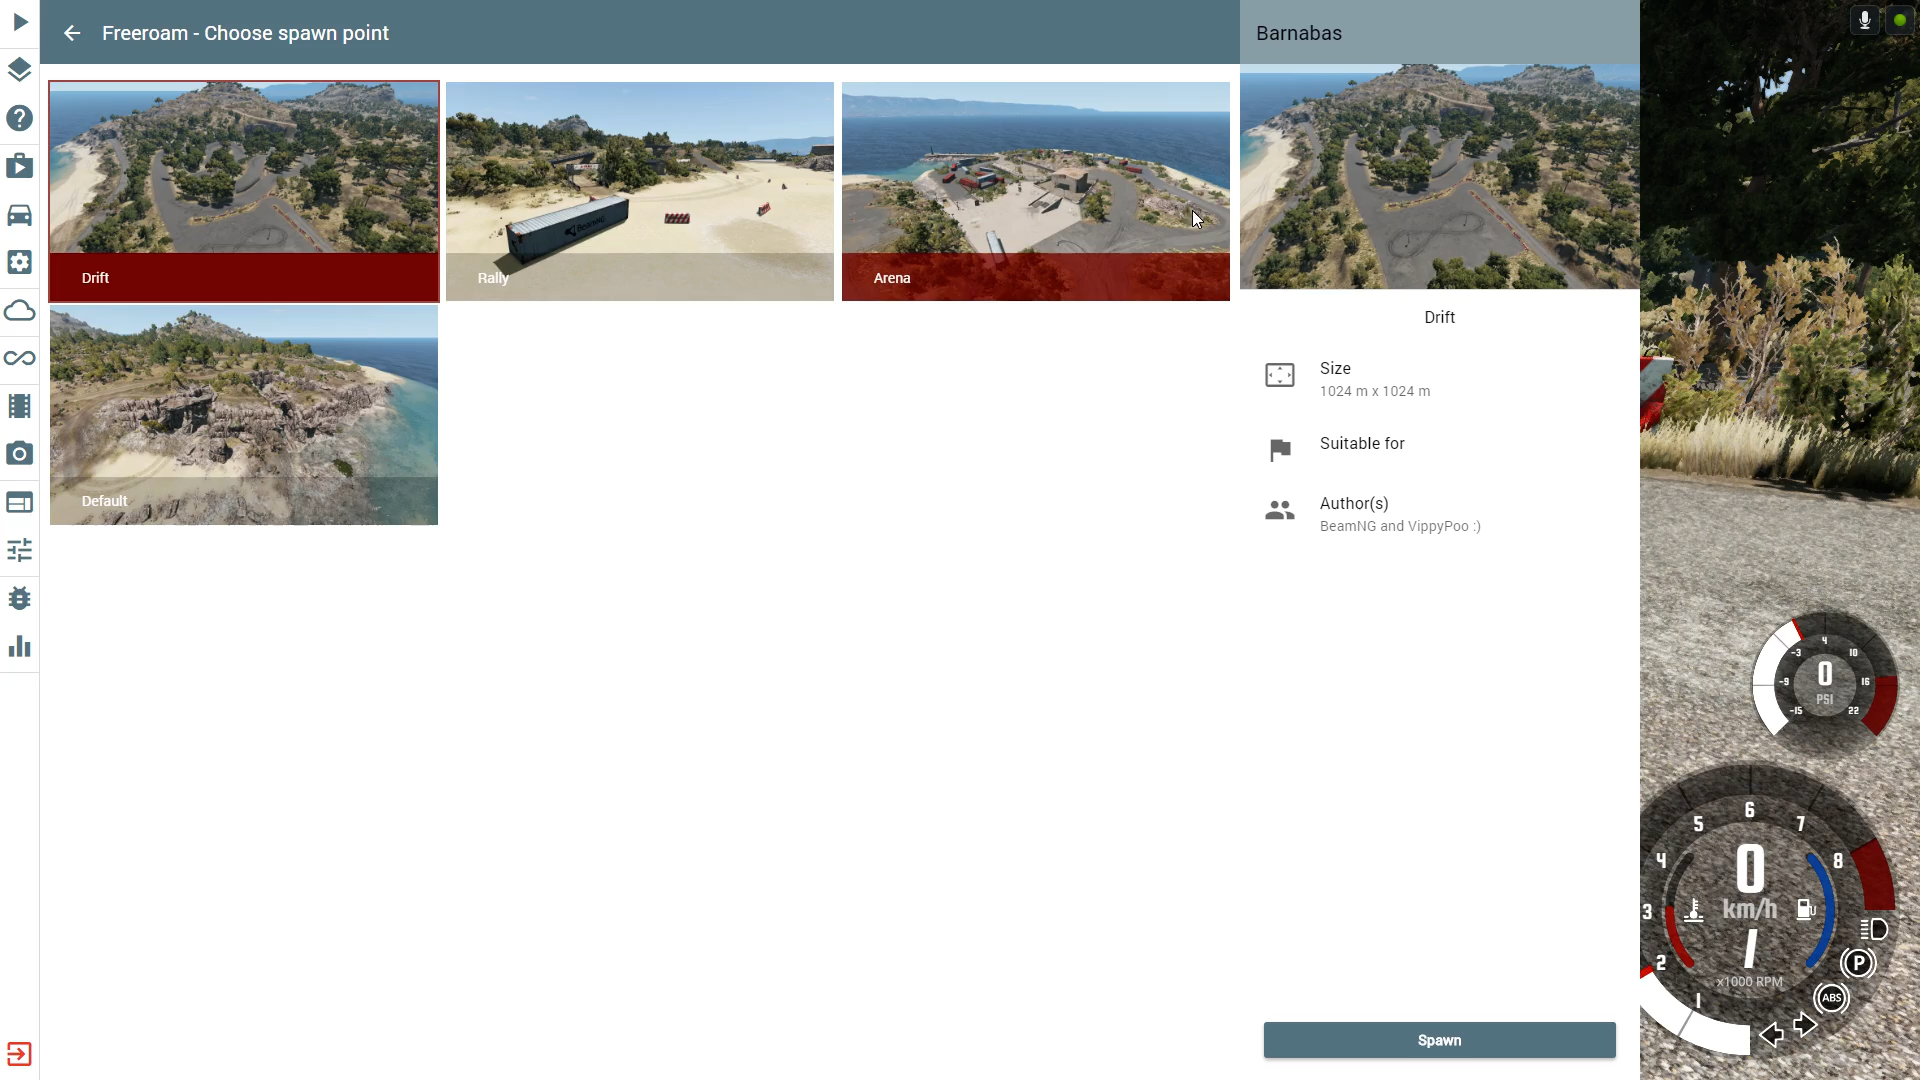 Freeroam - Choose spawn point
Barnabas
Drift
Rally
Arena
Default
BeamNG
Drift
Size
1024 m x 1024 m
Suitable for
Author(s)
BeamNG and VippyPoo :)
Spawn
4
-3
10
-9
0
16
PSI
-15
22
6
5
7
4
8
0
3
km/h
1
2
P
x1000 RPM
1
ABS